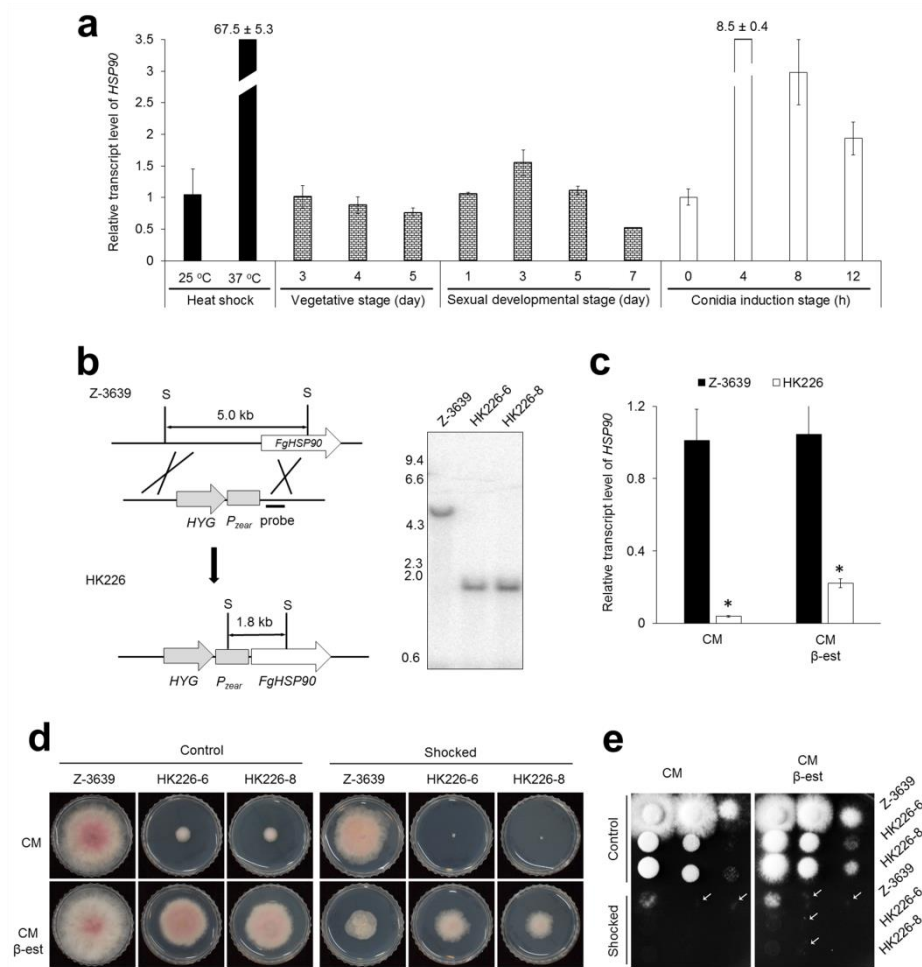 a
67.5 ± 5.3
8.5 ± 0.4
Relative transcript level of HSP90
3.5
3
2.5
2
1.5
1
0.5
0
25 °C 37 °C 3 4 5 1 3 5 7 0 4 8 12
Heat shock Vegetative stage (day) Sexual developmental stage (day) Conidia induction stage (h)
b
Z-3639
S S
5.0 kb
FgHSP90
HYG Pzear probe
HK226
S S
1.8 kb
HYG Pzear FgHSP90
Z-3639 HK226-6 HK226-8
9.4
6.6
4.3
2.3
2.0
0.6
c
Z-3639 HK226
Relative transcript level of HSP90
1.2
0.8
0.4
0
* *
CM CM
β-est
d
Control Shocked
Z-3639 HK226-6 HK226-8 Z-3639 HK226-6 HK226-8
CM
CM
β-est
e
CM CM
β-est
Control
Shocked
Z-3639
HK226-6
HK226-8
Z-3639
HK226-6
HK226-8